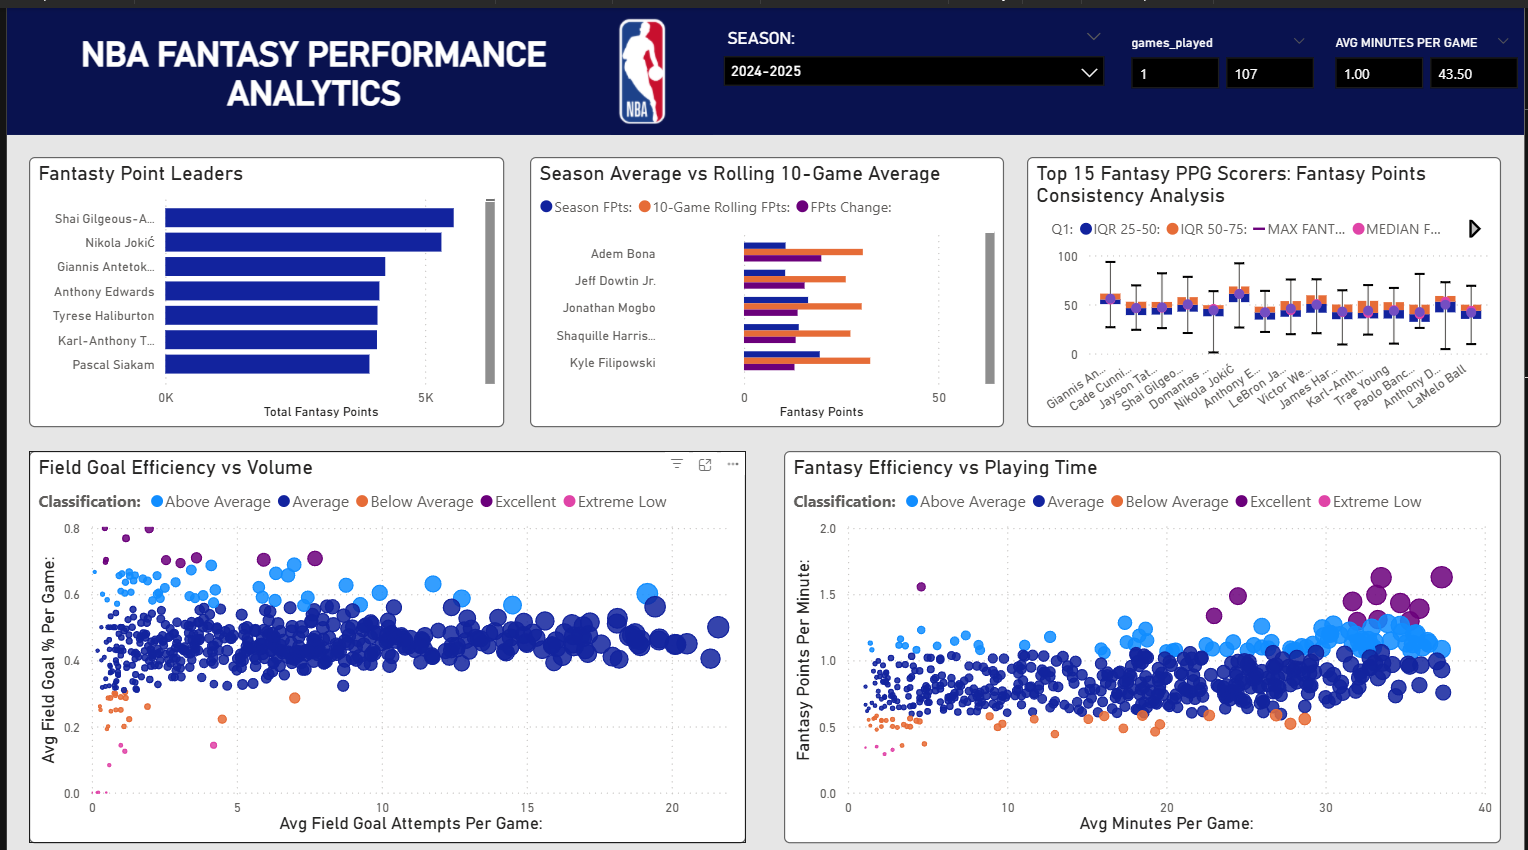 NBA FANTASY PERFORMANCE
ANALYTICS
NBA
SEASON:
2024-2025
games_played
1
107
AVG MINUTES PER GAME
1.00
43.50
Fantasty Point Leaders
Shai Gilgeous-A...
Nikola Jokić
Giannis Antetok...
Anthony Edwards
Tyrese Haliburton
Karl-Anthony T...
Pascal Siakam
0K
5K
Total Fantasy Points
Season Average vs Rolling 10-Game Average
Season FPts: 10-Game Rolling FPts: FPts Change:
Adem Bona
Jeff Dowtin Jr.
Jonathan Mogbo
Shaquille Harris...
Kyle Filipowski
0
50
Fantasy Points
Top 15 Fantasy PPG Scorers: Fantasy Points
Consistency Analysis
Q1: IQR 25-50: IQR 50-75: MAX FANT... MEDIAN F...
100
50
0
Giannis An...
Cade Cunni...
Jayson Tat...
Shai Gilgeo...
Domantas ...
Nikola Jokić
Anthony E...
LeBron Ja...
Victor We...
James Har...
Karl-Anth...
Trae Young
Paolo Banc...
Anthony D...
LaMelo Ball
Field Goal Efficiency vs Volume
Classification: Above Average Average Below Average Excellent Extreme Low
Avg Field Goal % Per Game:
0.8
0.6
0.4
0.2
0.0
0
5
10
15
20
Avg Field Goal Attempts Per Game:
Fantasy Efficiency vs Playing Time
Classification: Above Average Average Below Average Excellent Extreme Low
Fantasy Points Per Minute:
2.0
1.5
1.0
0.5
0.0
0
10
20
30
40
Avg Minutes Per Game: